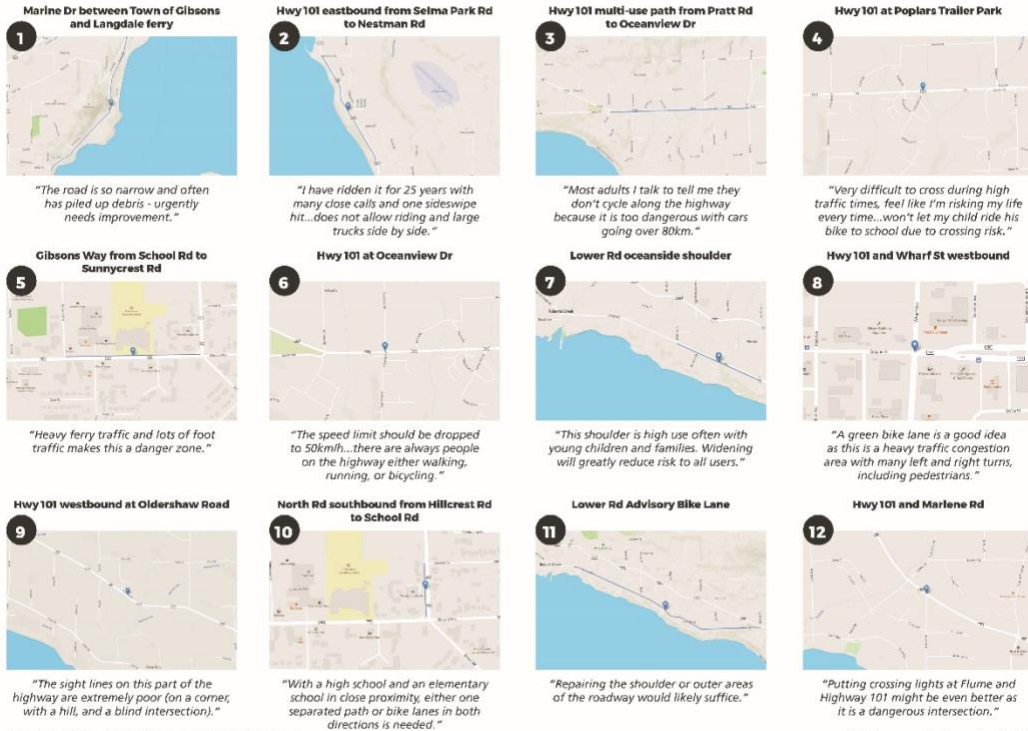 Marine Dr between Town of Gibsons
and Langdale ferry
1
"The road is so narrow and often
has piled up debris - urgently
needs improvement."
Hwy 101 eastbound from Selma Park Rd
to Nestman Rd
2
"I have ridden it for 25 years with
many close calls and one sideswipe
hit...does not allow riding and large
trucks side by side."
Hwy 101 multi-use path from Pratt Rd
to Oceanview Dr
3
"Most adults I talk to tell me they
don't cycle along the highway
because it is too dangerous with cars
going over 80km."
Hwy 101 at Poplars Trailer Park
4
"Very difficult to cross during high
traffic times, feel like I'm risking my life
every time...won't let my child ride his
bike to school due to crossing risk."
Gibsons Way from School Rd to
Sunnycrest Rd
5
"Heavy ferry traffic and lots of foot
traffic makes this a danger zone."
Hwy 101 at Oceanview Dr
6
"The speed limit should be dropped
to 50kmlh...there are always people
on the highway either walking,
running, or bicycling."
Lower Rd oceanside shoulder
7
"This shoulder is high use often with
young children and families. Widening
will greatly reduce risk to all users."
Hwy 101 and Wharf St westbound
8
"A green bike lane is a good idea
as this is a heavy traffic congestion
area with many left and right turns,
including pedestrians."
Hwy 101 westbound at Oldershaw Road
9
"The sight lines on this part of the
highway are extremely poor (on a corner,
with a hill, and a blind intersection)."
North Rd southbound from Hillcrest Rd
to School Rd
10
"With a high school and an elementary
school in close proximity, either one
separated path or bike lanes in both
directions is needed."
Lower Rd Advisory Bike Lane
11
"Repairing the shoulder or outer areas
of the roadway would likely suffice."
Hwy 101 and Marlene Rd
12
"Putting crossing lights at Flume and
Highway 101 might be even better as
it is a dangerous intersection."